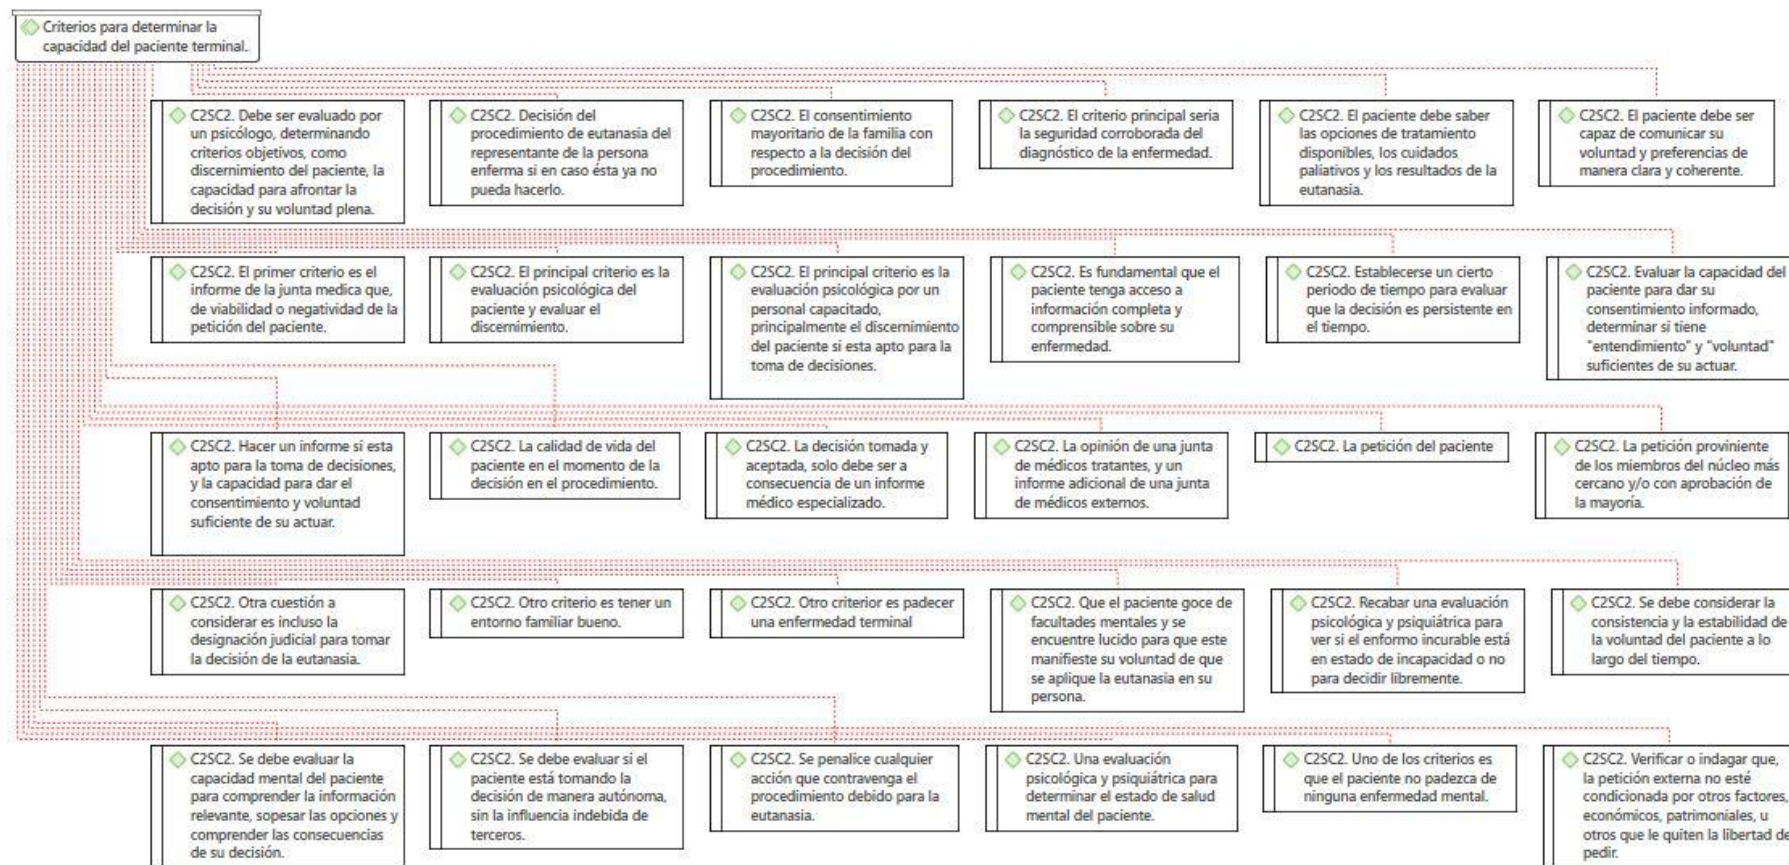 Criterios para determinar la
capacidad del paciente terminal.
C2SC2. Debe ser evaluado por
un psicólogo, determinando
criterios objetivos, como
discernimiento del paciente, la
capacidad para afrontar la
decisión y su voluntad plena.
C2SC2. Decisión del
procedimiento de eutanasia del
representante de la persona
enferma si en caso ésta ya no
pueda hacerlo.
C2SC2. El consentimiento
mayoritario de la familia con
respecto a la decisión del
procedimiento.
C2SC2. El criterio principal seria
la seguridad corroborada del
diagnóstico de la enfermedad.
C2SC2. El paciente debe saber
las opciones de tratamiento
disponibles, los cuidados
paliativos y los resultados de la
eutanasia.
C2SC2. El paciente debe ser
capaz de comunicar su
voluntad y preferencias de
manera clara y coherente.
C2SC2. El primer criterio es el
informe de la junta medica que,
de viabilidad o negatividad de la
petición del paciente.
C2SC2. El principal criterio es la
evaluación psicológica del
paciente y evaluar el
discernimiento.
C2SC2. El principal criterio es la
evaluación psicológica por un
personal capacitado,
principalmente el discernimiento
del paciente si esta apto para la
toma de decisiones.
C2SC2. Es fundamental que el
paciente tenga acceso a
información completa y
comprensible sobre su
enfermedad.
C2SC2. Establecerse un cierto
periodo de tiempo para evaluar
que la decisión es persistente en
el tiempo.
C2SC2. Evaluar la capacidad del
paciente para dar su
consentimiento informado,
determinar si tiene
"entendimiento" y "voluntad"
suficientes de su actuar.
C2SC2. Hacer un informe si esta
apto para la toma de decisiones,
y la capacidad para dar el
consentimiento y voluntad
suficiente de su actuar.
C2SC2. La calidad de vida del
paciente en el momento de la
decisión en el procedimiento.
C2SC2. La decisión tomada y
aceptada, solo debe ser a
consecuencia de un informe
médico especializado.
C2SC2. La opinión de una junta
de médicos tratantes, y un
informe adicional de una junta
de médicos externos.
C2SC2. La petición del paciente
C2SC2. La petición proviniente
de los miembros del núcleo más
cercano y/o con aprobación de
la mayoría.
C2SC2. Otra cuestión a
considerar es incluso la
designación judicial para tomar
la decisión de la eutanasia.
C2SC2. Otro criterio es tener un
entorno familiar bueno.
C2SC2. Otro criterior es padecer
una enfermedad terminal
C2SC2. Que el paciente goce de
facultades mentales y se
encuentre lucido para que este
manifieste su voluntad de que
se aplique la eutanasia en su
persona.
C2SC2. Recabar una evaluación
psicológica y psiquiátrica para
ver si el enformo incurable está
en estado de incapacidad o no
para decidir libremente.
C2SC2. Se debe considerar la
consistencia y la estabilidad de
la voluntad del paciente a lo
largo del tiempo.
C2SC2. Se debe evaluar la
capacidad mental del paciente
para comprender la información
relevante, sopesar las opciones y
comprender las consecuencias
de su decisión.
C2SC2. Se debe evaluar si el
paciente está tomando la
decisión de manera autónoma,
sin la influencia indebida de
terceros.
C2SC2. Se penalice cualquier
acción que contravenga el
procedimiento debido para la
eutanasia.
C2SC2. Una evaluación
psicológica y psiquiátrica para
determinar el estado de salud
mental del paciente.
C2SC2. Uno de los criterios es
que el paciente no padezca de
ninguna enfermedad mental.
C2SC2. Verificar o indagar que,
la petición externa no esté
condicionada por otros factores,
económicos, patrimoniales, u
otros que le quiten la libertad de
pedir.